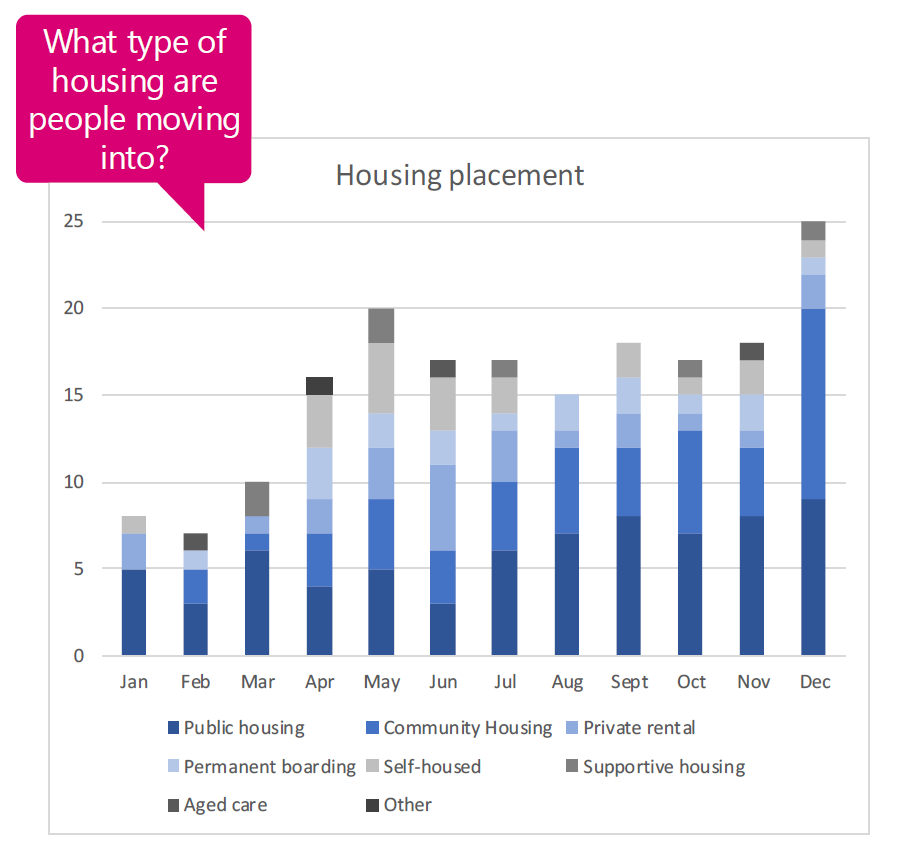 What type of
housing are
people moving
into?
Housing placement
25
20
15
10
5
0
Jan Feb Mar Apr May Jun Jul Aug Sept Oct Nov Dec
Public housing Community Housing Private rental
Permanent boarding Self-housed Supportive housing
Aged care Other